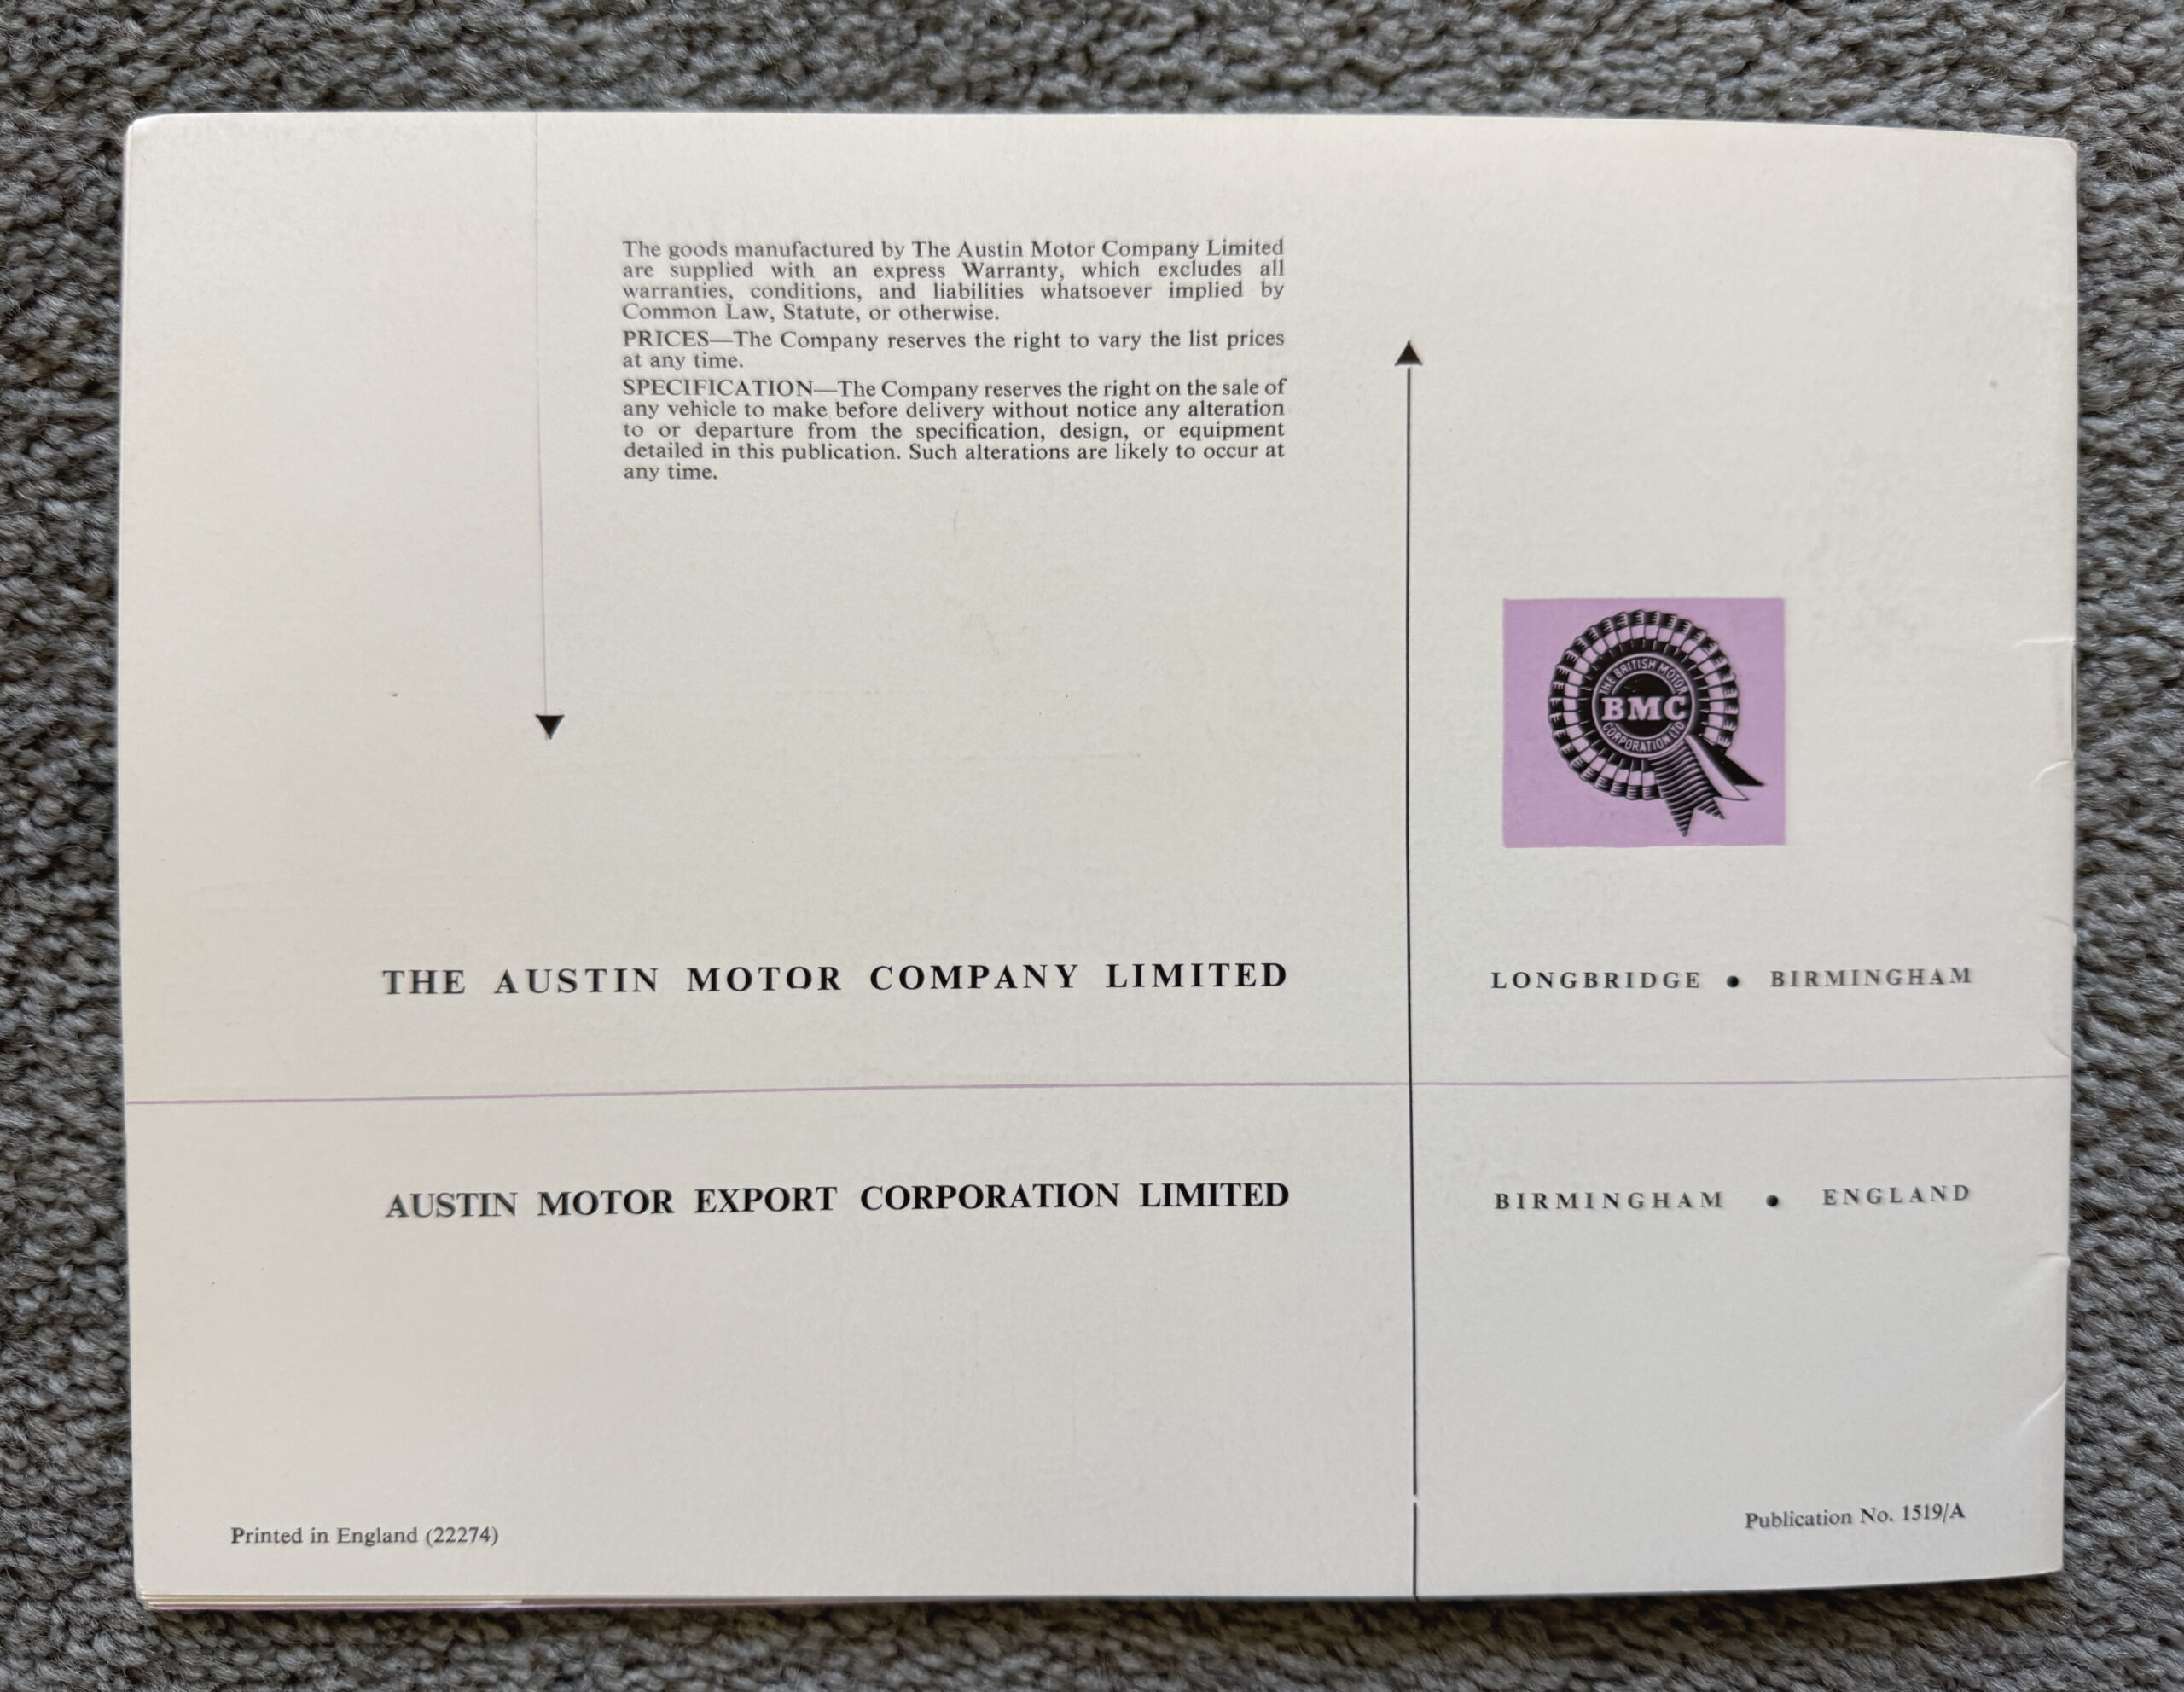 The goods manufactured by The Austin Motor Company Limited
are supplied with an express Warranty, which excludes all
warranties, conditions, and liabilities whatsoever implied by
Common Law, Statute, or otherwise.
PRICES—The Company reserves the right to vary the list prices
at any time.
SPECIFICATION—The Company reserves the right on the sale of
any vehicle to make before delivery without notice any alteration
to or departure from the specification, design, or equipment
detailed in this publication. Such alterations are likely to occur at
any time.
THE BRITISH MOTOR
BMC
CORPORATION LTD
THE AUSTIN MOTOR COMPANY LIMITED
LONGBRIDGE • BIRMINGHAM
AUSTIN MOTOR EXPORT CORPORATION LIMITED
BIRMINGHAM • ENGLAND
Printed in England (22274)
Publication No. 1519/A